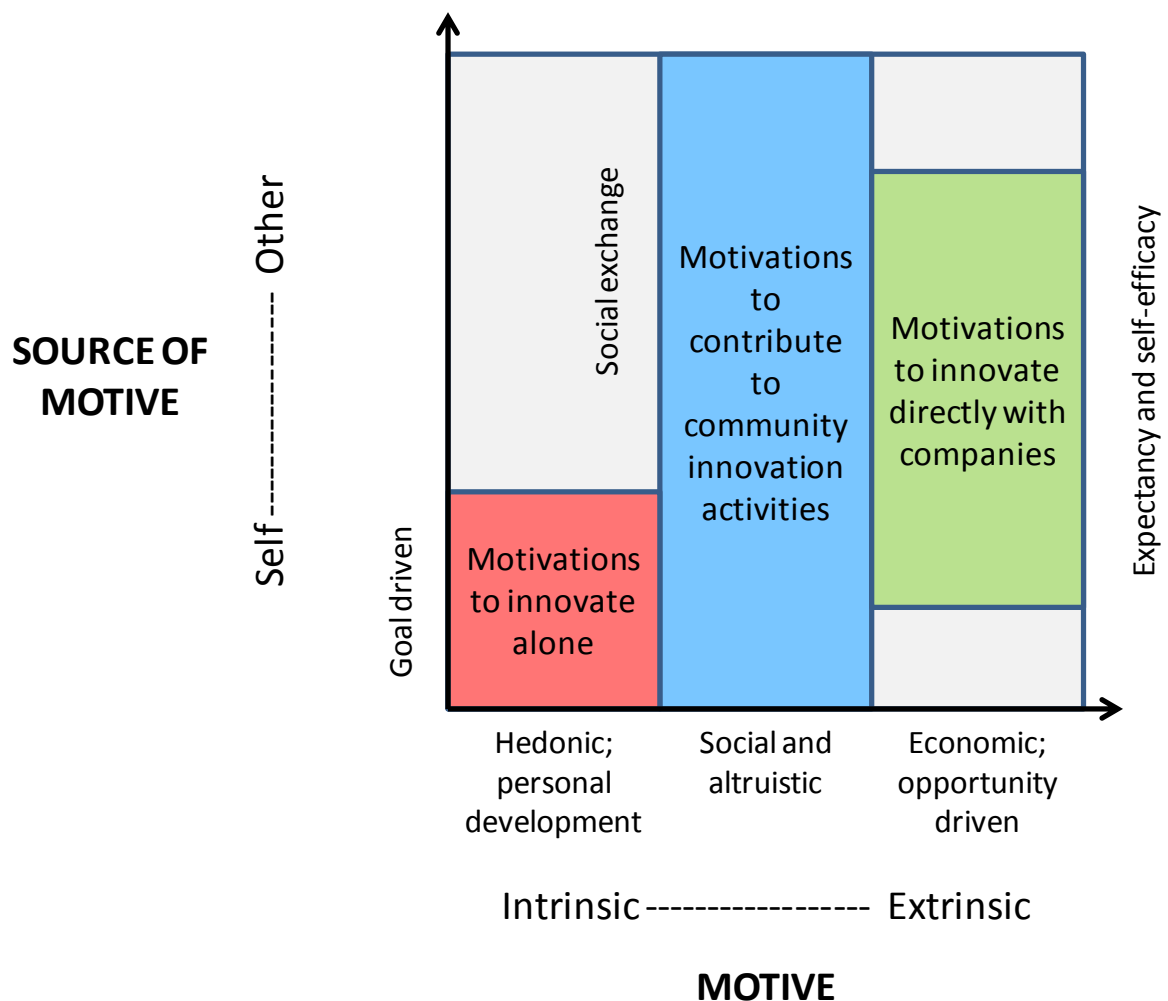 SOURCE OF
MOTIVE
Self ----------------- Other
Goal driven
Social exchange
Motivations
to innovate
alone
Motivations
to
contribute
to
community
innovation
activities
Motivations
to innovate
directly with
companies
Expectancy and self-efficacy
Hedonic;
personal
development
Social and
altruistic
Economic;
opportunity
driven
Intrinsic ------------------ Extrinsic
MOTIVE